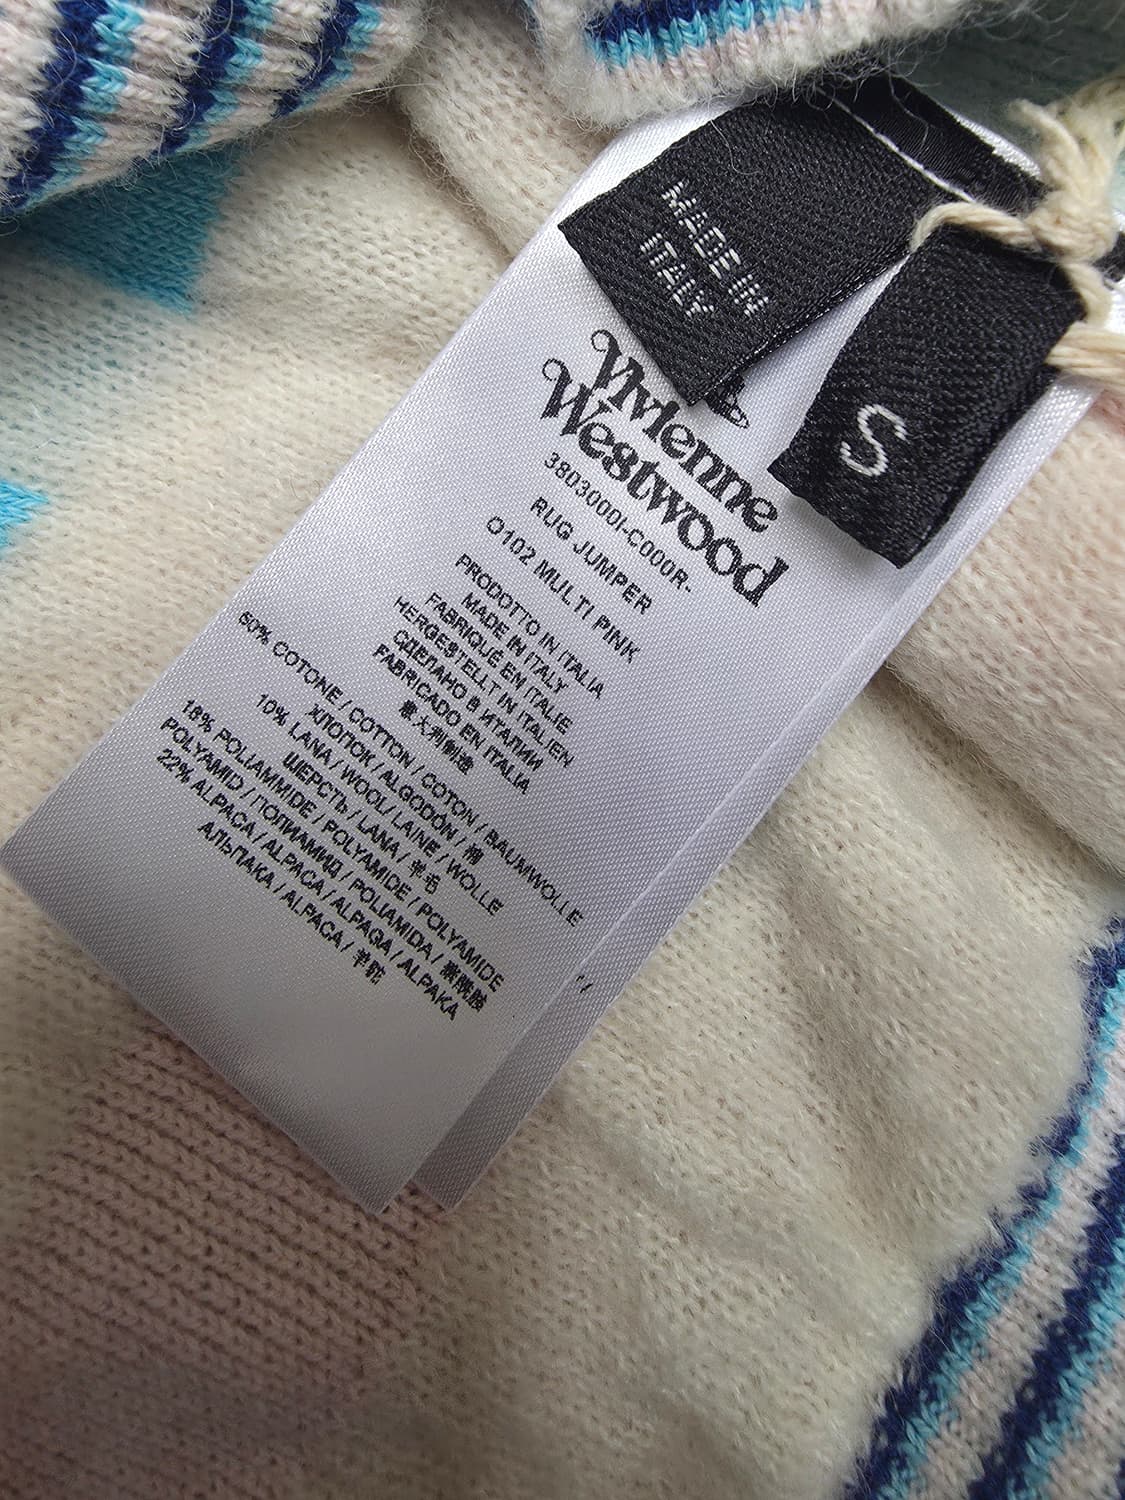 MADE IN
ITALY
S
Vivienne
Westwood
3803000I-C000R-
RUG JUMPER
O102 MULTI PINK
PRODOTTO IN ITALIA
MADE IN ITALY
FABRIQUÉ EN ITALIE
HERGESTELLT IN ITALIEN
СДЕЛАНО В ИТАЛИИ
FABRICADO EN ITALIA
意大利制造
50% COTONE / COTTON / COTON / BAUMWOLLE
ХЛОПОК / ALGODÓN / 棉
10% LANA / WOOL / LAINE / WOLLE
ШЕРСТЬ / LANA / 羊毛
18% POLIAMMIDE / POLYAMIDE / POLYAMIDE
POLYAMID / ПОЛИАМИД / POLIAMIDA / 聚酰胺
22% ALPACA / ALPACA / ALPAGA / ALPAKA
АЛЬПАКА / ALPACA / 羊驼